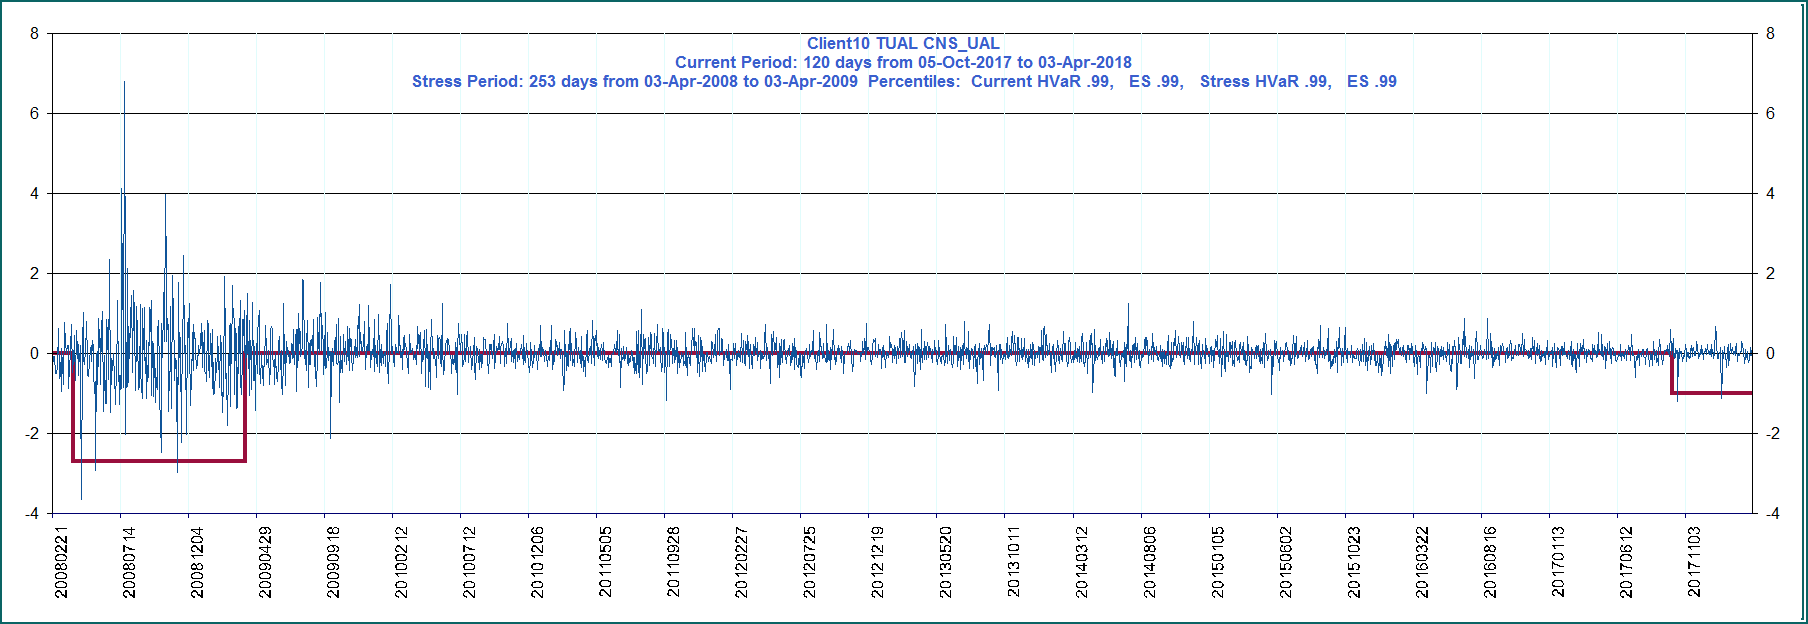 Client10 TUAL CNS_UAL
Current Period: 120 days from 05-Oct-2017 to 03-Apr-2018
Stress Period: 253 days from 03-Apr-2008 to 03-Apr-2009  Percentiles:  Current HVaR .99,   ES .99,   Stress HVaR .99,   ES .99
8 8
6 6
4 4
2 2
0 0
-2 -2
-4 -4
20080221 20080714 20081204 20090429 20090918 20100212 20100712 20101206 20110505 20110928 20120227 20120725 20121219 20130520 20131011 20140312 20140806 20150105 20150602 20151023 20160322 20160816 20170113 20170612 20171103